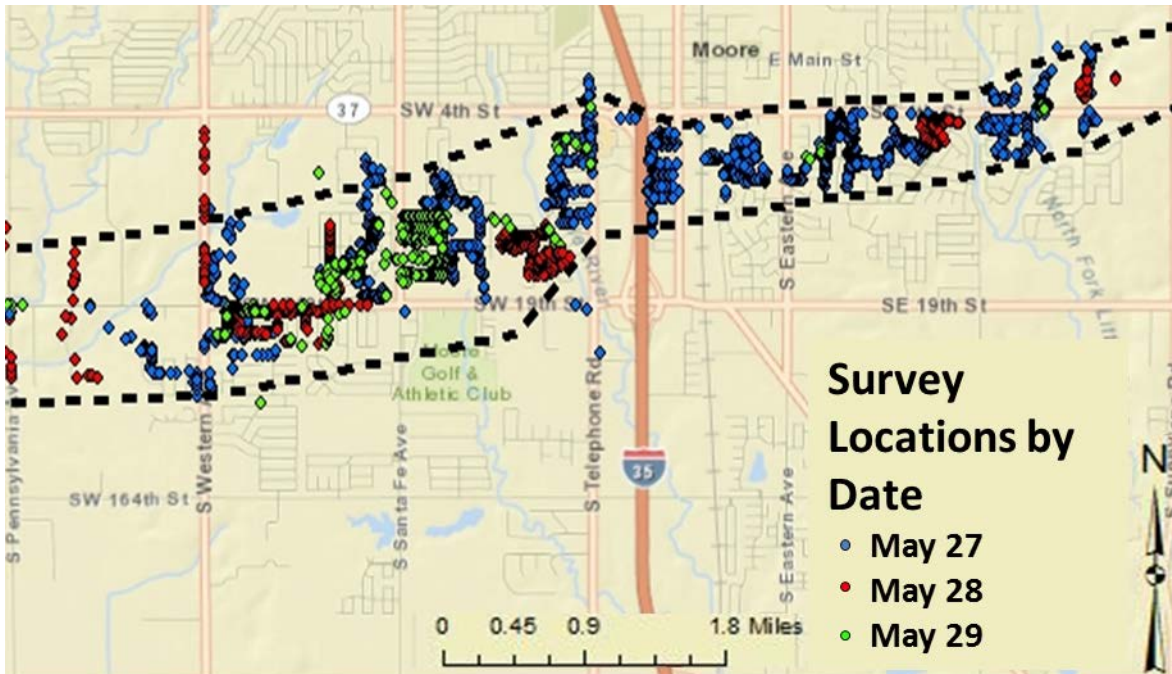 Moore
E Main St
37
SW 4th St
S Eastern Ave
SW 19th St
SE 19th St
North Fork Litt
Moore
Golf &
Athletic Club
S Pennsylvania Av
S Western A
S Santa Fe Ave
S Telephone Rd
S Eastern Ave
35
SW 164th St
Survey
Locations by
Date
May 27
May 28
May 29
N
0 0.45 0.9 1.8 Miles